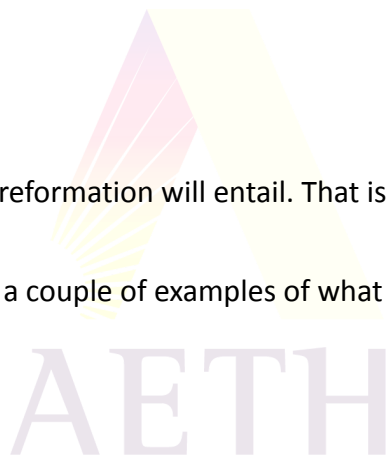 reformation will entail. That is
a couple of examples of what
AETH